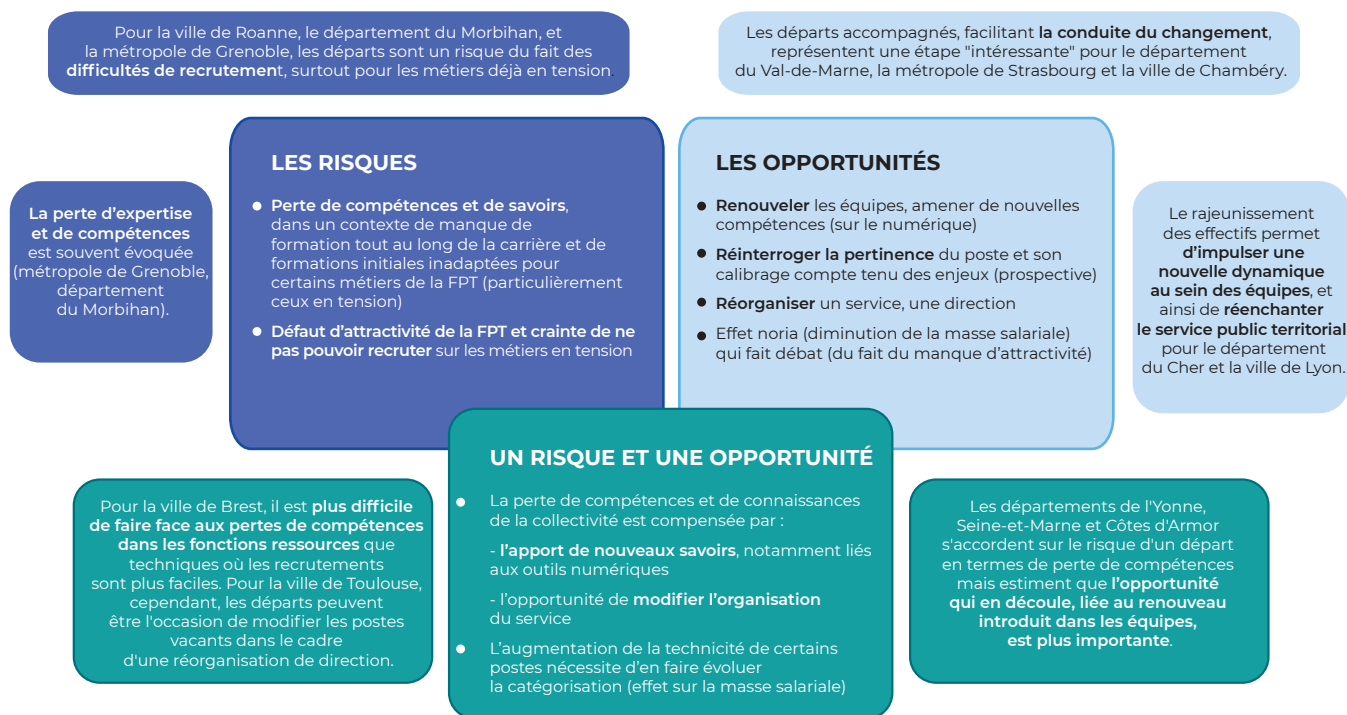 Pour la ville de Roanne, le département du Morbihan, et
la métropole de Grenoble, les départs sont un risque du fait des
difficultés de recrutement, surtout pour les métiers déjà en tension.
Les départs accompagnés, facilitant la conduite du changement,
représentent une étape "intéressante" pour le département
du Val-de-Marne, la métropole de Strasbourg et la ville de Chambéry.
La perte d'expertise
et de compétences
est souvent évoquée
(métropole de Grenoble,
département
du Morbihan).
LES RISQUES
• Perte de compétences et de savoirs,
dans un contexte de manque de
formation tout au long de la carrière et de
formations initiales inadaptées pour
certains métiers de la FPT (particulièrement
ceux en tension)
• Défaut d'attractivité de la FPT et crainte de ne
pas pouvoir recruter sur les métiers en tension
LES OPPORTUNITÉS
• Renouveler les équipes, amener de nouvelles
compétences (sur le numérique)
• Réinterroger la pertinence du poste et son
calibrage compte tenu des enjeux (prospective)
• Réorganiser un service, une direction
• Effet noria (diminution de la masse salariale)
qui fait débat (du fait du manque d'attractivité)
Le rajeunissement
des effectifs permet
d'impulser une
nouvelle dynamique
au sein des équipes, et
ainsi de réenchanter
le service public territorial
pour le département
du Cher et la ville de Lyon.
Pour la ville de Brest, il est plus difficile
de faire face aux pertes de compétences
dans les fonctions ressources que
techniques où les recrutements
sont plus faciles. Pour la ville de Toulouse,
cependant, les départs peuvent
être l'occasion de modifier les postes
vacants dans le cadre
d'une réorganisation de direction.
UN RISQUE ET UNE OPPORTUNITÉ
• La perte de compétences et de connaissances
de la collectivité est compensée par :
- l'apport de nouveaux savoirs, notamment liés
aux outils numériques
- l'opportunité de modifier l'organisation
du service
• L'augmentation de la technicité de certains
postes nécessite d'en faire évoluer
la catégorisation (effet sur la masse salariale)
Les départements de l'Yonne,
Seine-et-Marne et Côtes d'Armor
s'accordent sur le risque d'un départ
en termes de perte de compétences
mais estiment que l'opportunité
qui en découle, liée au renouveau
introduit dans les équipes,
est plus importante.